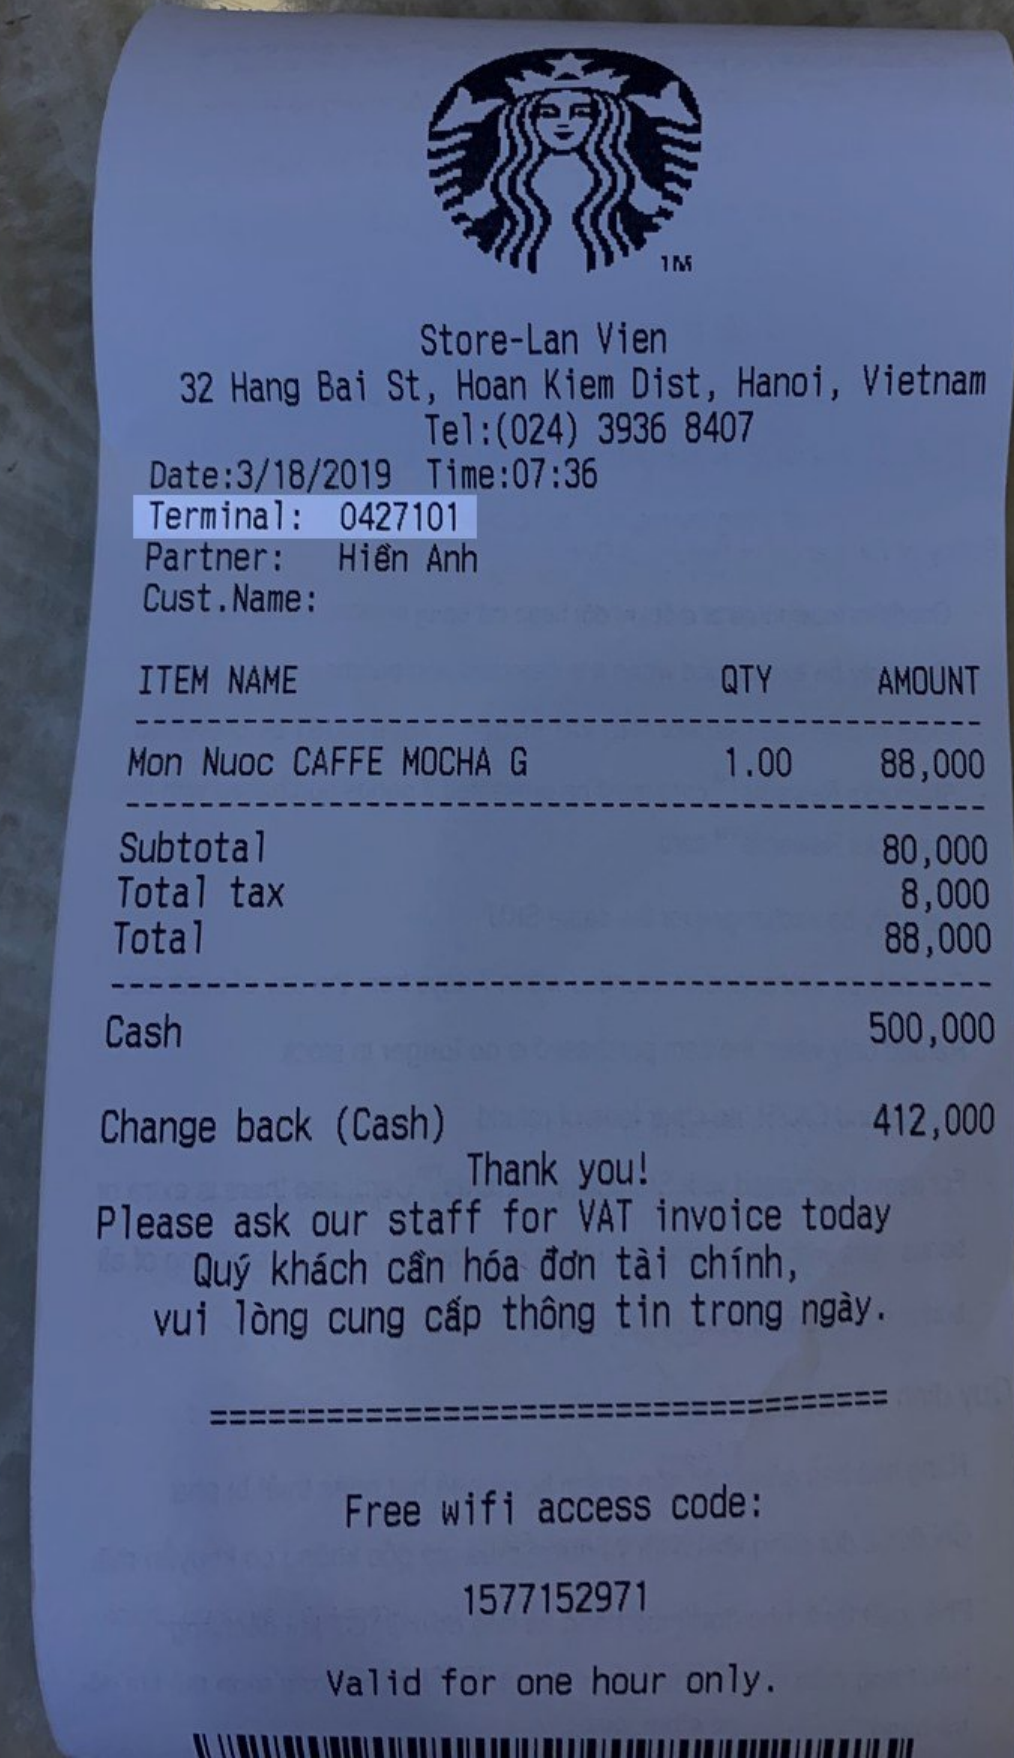 TM
Store-Lan Vien
32 Hang Bai St, Hoan Kiem Dist, Hanoi, Vietnam
Tel:(024) 3936 8407
Date:3/18/2019 Time:07:36
Terminal: 0427101
Partner: Hiền Anh
Cust.Name:
ITEM NAME QTY AMOUNT
Mon Nuoc CAFFE MOCHA G 1.00 88,000
Subtotal 80,000
Total tax 8,000
Total 88,000
Cash 500,000
Change back (Cash) 412,000
Thank you!
Please ask our staff for VAT invoice today
Quý khách cần hóa đơn tài chính,
vui lòng cung cấp thông tin trong ngày.
===================================
Free wifi access code:
1577152971
Valid for one hour only.